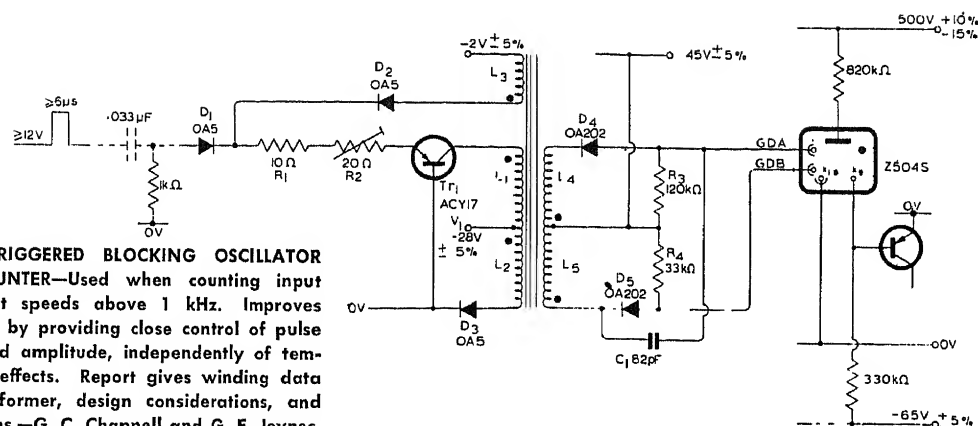 500V +10%
-15%
-2V ± 5%
45V ± 5%
L3
820kΩ
D2
OA5
≥6μs
.033μF
D1
OA5
≥12V
D4
OA202
GDA
GDB
Z504S
10Ω
R1
20Ω
R2
L1
L4
R3
120kΩ
1kΩ
Tr1
ACY17
0V
0V
V1
-28V
± 5%
L2
L5
R4
33kΩ
D5
OA202
0V
D3
OA5
C1 82pF
0V
330kΩ
-65V ± 5%
RIGGERED BLOCKING OSCILLATOR
UNTER—Used when counting input
t speeds above 1 kHz. Improves
by providing close control of pulse
d amplitude, independently of tem-
effects. Report gives winding data
former, design considerations, and